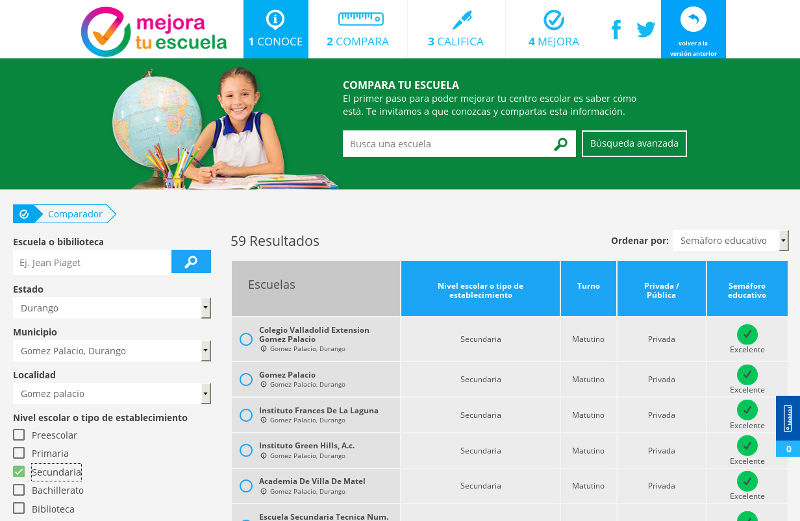 mejora
tu escuela
1 CONOCE
2 COMPARA
3 CALIFICA
4 MEJORA
volver a la
versión anterior
COMPARA TU ESCUELA
El primer paso para poder mejorar tu centro escolar es saber cómo
está. Te invitamos a que conozcas y compartas esta información.
Busca una escuela
Búsqueda avanzada
Comparador
Escuela o bibilioteca
Ej. Jean Piaget
Estado
Durango
Municipio
Gomez Palacio, Durango
Localidad
Gomez palacio
Nivel escolar o tipo de establecimiento
Preescolar
Primaria
Secundaria
Bachillerato
Biblioteca
59 Resultados
Ordenar por:
Semáforo educativo
Escuelas
Nivel escolar o tipo de
establecimiento
Turno
Privada /
Pública
Semáforo
educativo
Colegio Valladolid Extension
Gomez Palacio
Gomez Palacio, Durango
Secundaria
Matutino
Privada
Excelente
Gomez Palacio
Gomez Palacio, Durango
Secundaria
Matutino
Privada
Excelente
Instituto Frances De La Laguna
Gomez Palacio, Durango
Secundaria
Matutino
Privada
Excelente
Instituto Green Hills, A.c.
Gomez Palacio, Durango
Secundaria
Matutino
Privada
Excelente
Academia De Villa De Matel
Gomez Palacio, Durango
Secundaria
Matutino
Privada
Excelente
Escuela Secundaria Tecnica Num.
0